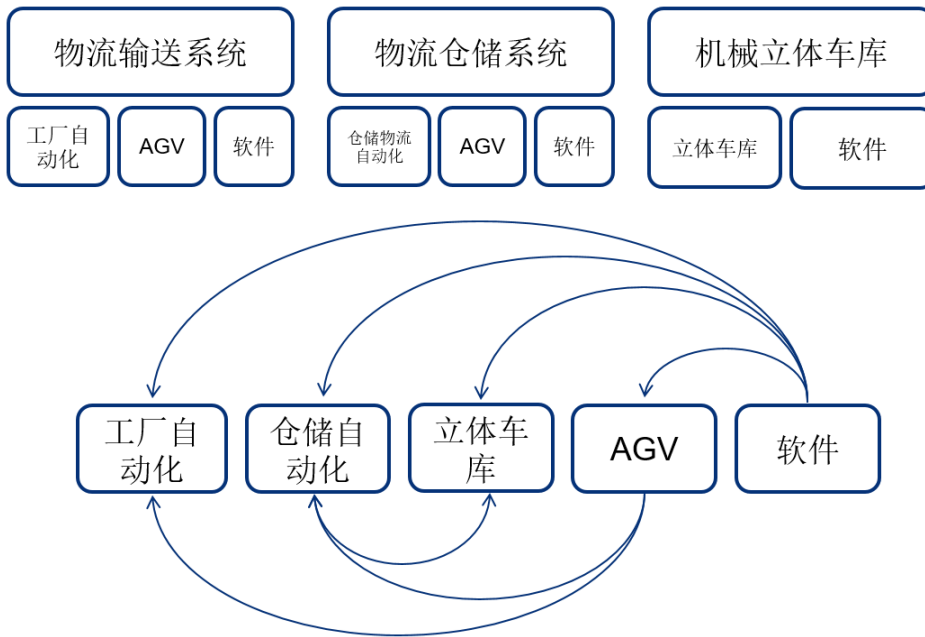 物流输送系统
物流仓储系统
机械立体车库
工厂自
动化
AGV
软件
仓储物流
自动化
AGV
软件
立体车库
软件
工厂自
动化
仓储自
动化
立体车
库
AGV
软件